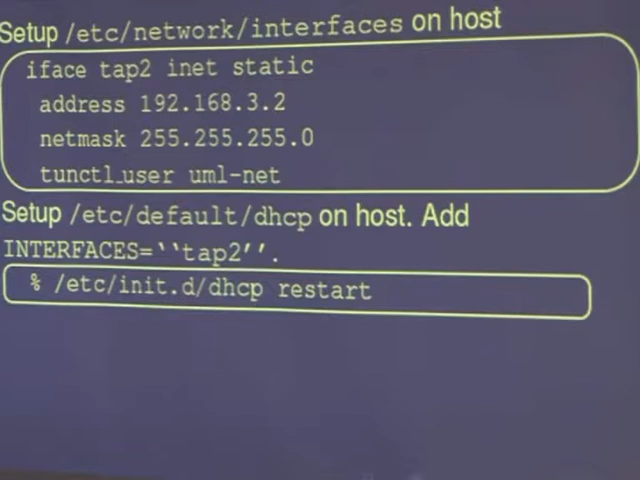 Setup /etc/network/interfaces on host
iface tap2 inet static
address 192.168.3.2
netmask 255.255.255.0
tunctl_user uml-net
Setup /etc/default/dhcp on host. Add
INTERFACES=``tap2''.
% /etc/init.d/dhcp restart